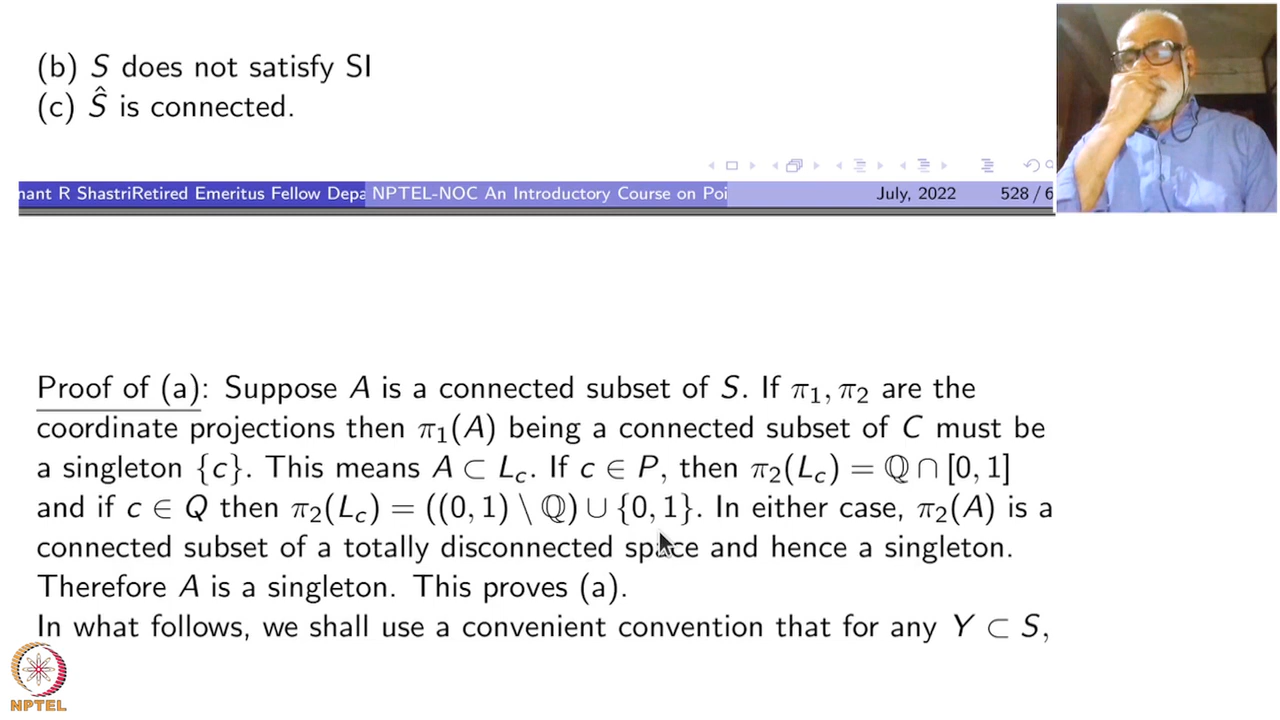 (b) S does not satisfy SI
(c) Ŝ is connected.
nant R ShastriRetired Emeritus Fellow Depa NPTEL-NOC An Introductory Course on Poi July, 2022 528 / 6
Proof of (a): Suppose A is a connected subset of S. If π₁, π₂ are the
coordinate projections then π₁(A) being a connected subset of C must be
a singleton {c}. This means A ⊂ L_c. If c ∈ P, then π₂(L_c) = ℚ ∩ [0, 1]
and if c ∈ Q then π₂(L_c) = ((0, 1) \ ℚ) ∪ {0, 1}. In either case, π₂(A) is a
connected subset of a totally disconnected space and hence a singleton.
Therefore A is a singleton. This proves (a).
In what follows, we shall use a convenient convention that for any Y ⊂ S,
NPTEL